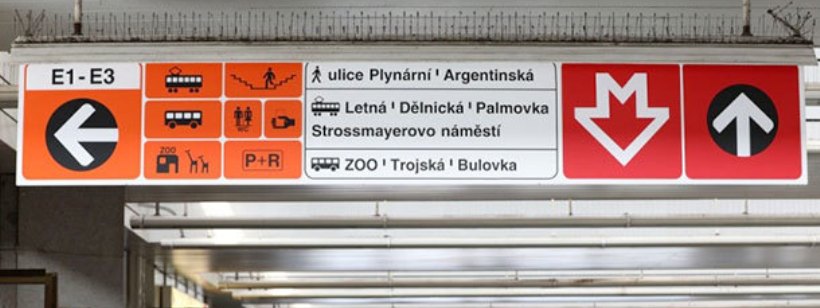 E1-E3
ZOO
WC
P+R
ulice Plynární ' Argentinská
Letná ' Dělnická ' Palmovka
Strossmayerovo náměstí
ZOO ' Trojská ' Bulovka
M